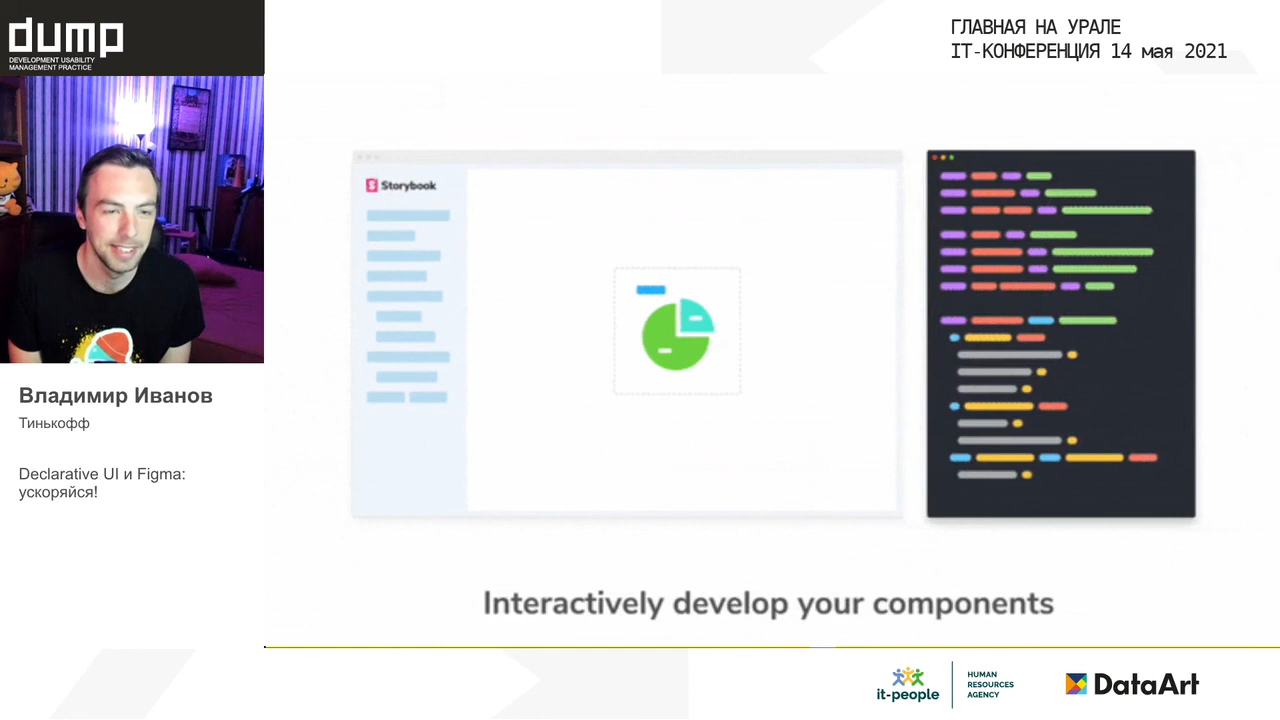 dump
DEVELOPMENT USABILITY
MANAGEMENT PRACTICE
ГЛАВНАЯ НА УРАЛЕ
IT-КОНФЕРЕНЦИЯ 14 мая 2021
Storybook
Владимир Иванов
Тинькофф
Declarative UI и Figma:
ускоряйся!
Interactively develop your components
it-people
HUMAN
RESOURCES
AGENCY
DataArt